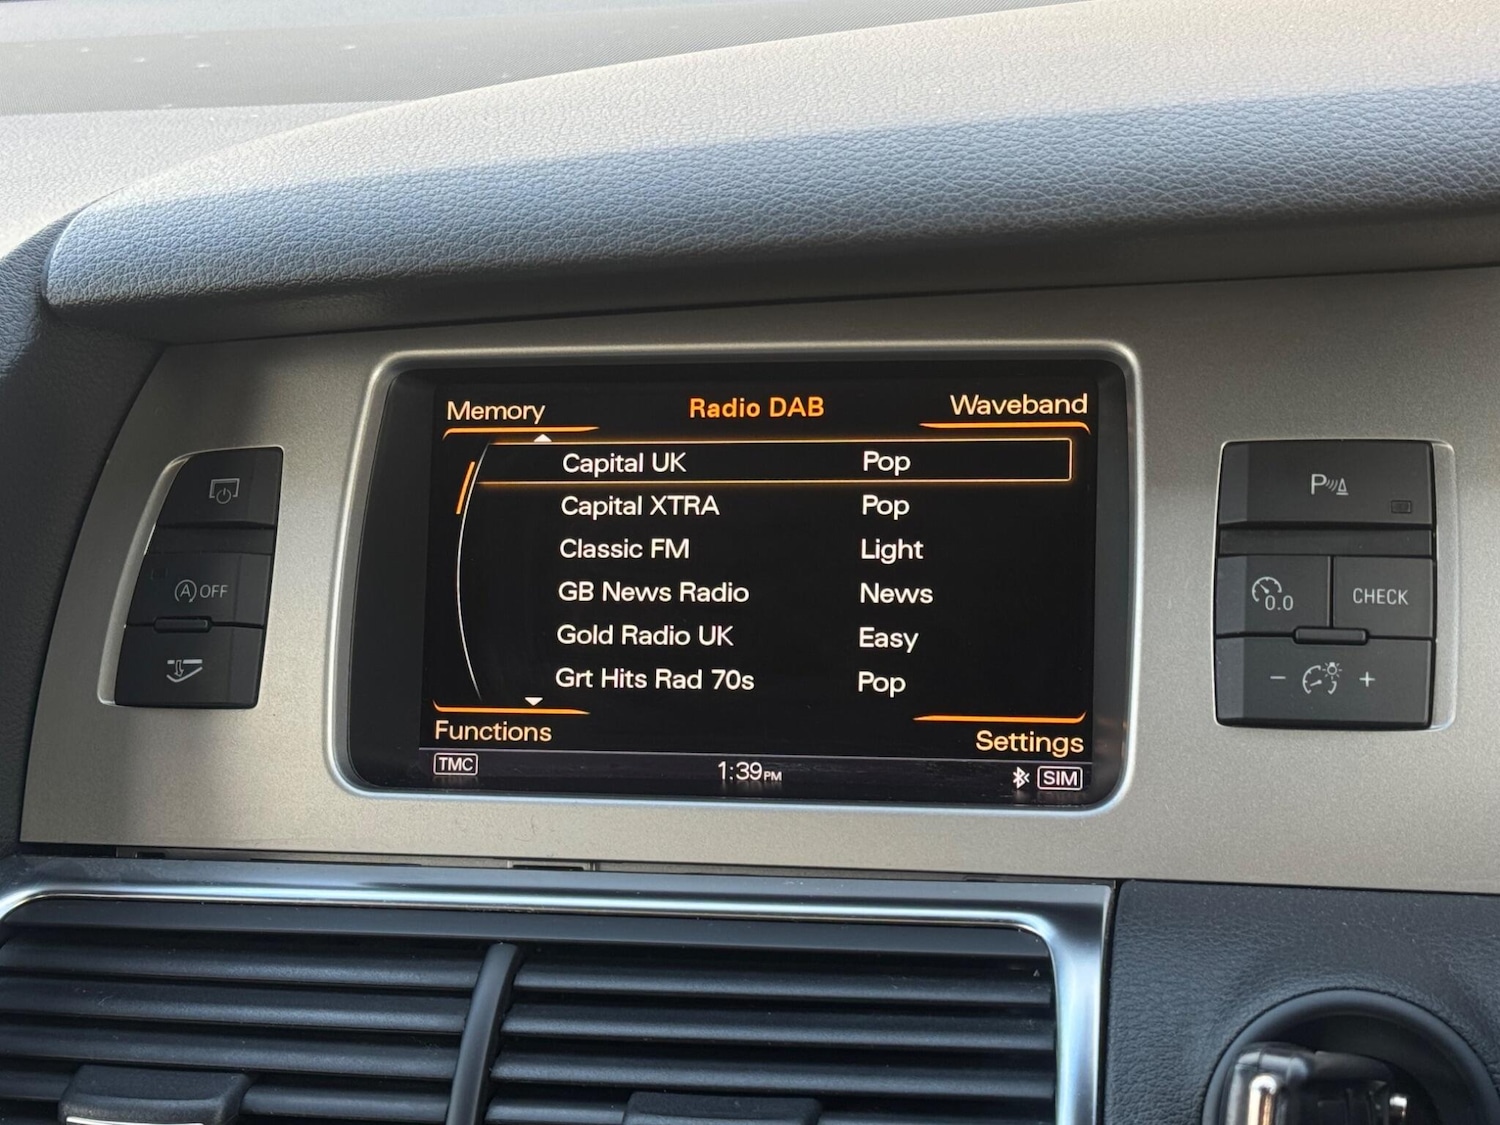 Memory Radio DAB Waveband
Capital UK Pop
Capital XTRA Pop
Classic FM Light
GB News Radio News
Gold Radio UK Easy
Grt Hits Rad 70s Pop
Functions Settings
TMC 1:39PM SIM
A OFF
P
0.0 CHECK
- +